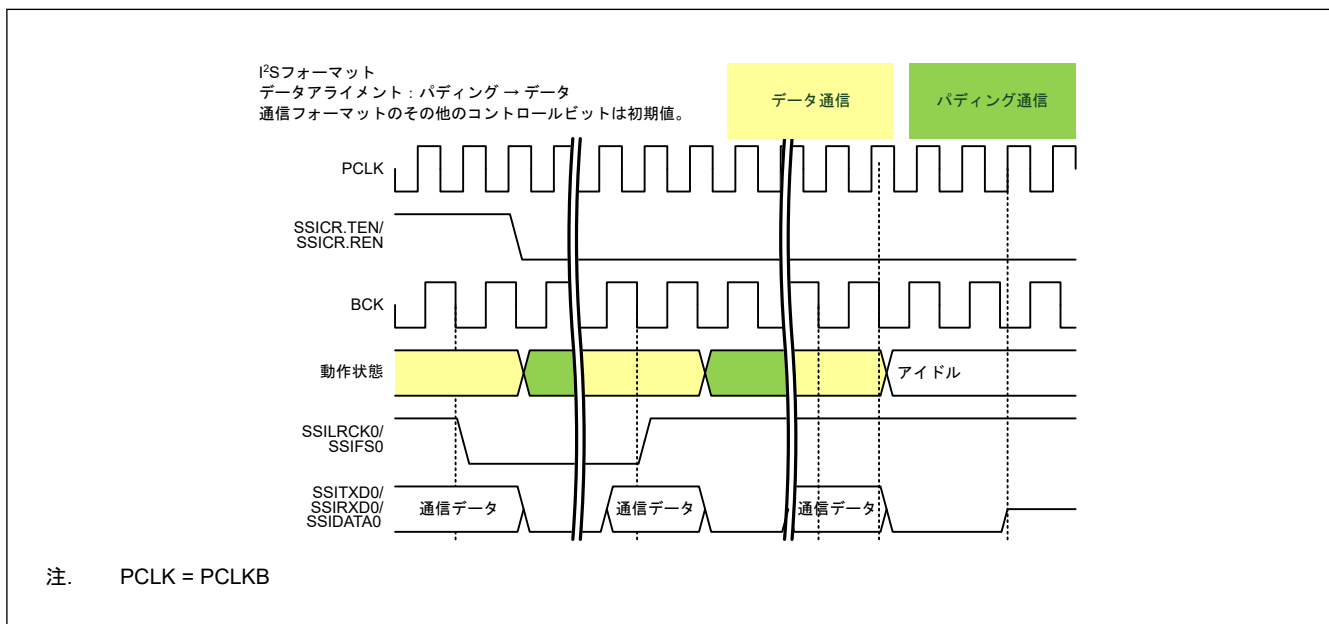 I²Sフォーマット
データアライメント：パディング → データ
通信フォーマットのその他のコントロールビットは初期値。
データ通信
パディング通信
PCLK
SSICR.TEN/
SSICR.REN
BCK
動作状態
アイドル
SSILRCK0/
SSIFS0
SSITXD0/
SSIRXD0/
SSIDATA0
通信データ
通信データ
通信データ
注. PCLK = PCLKB